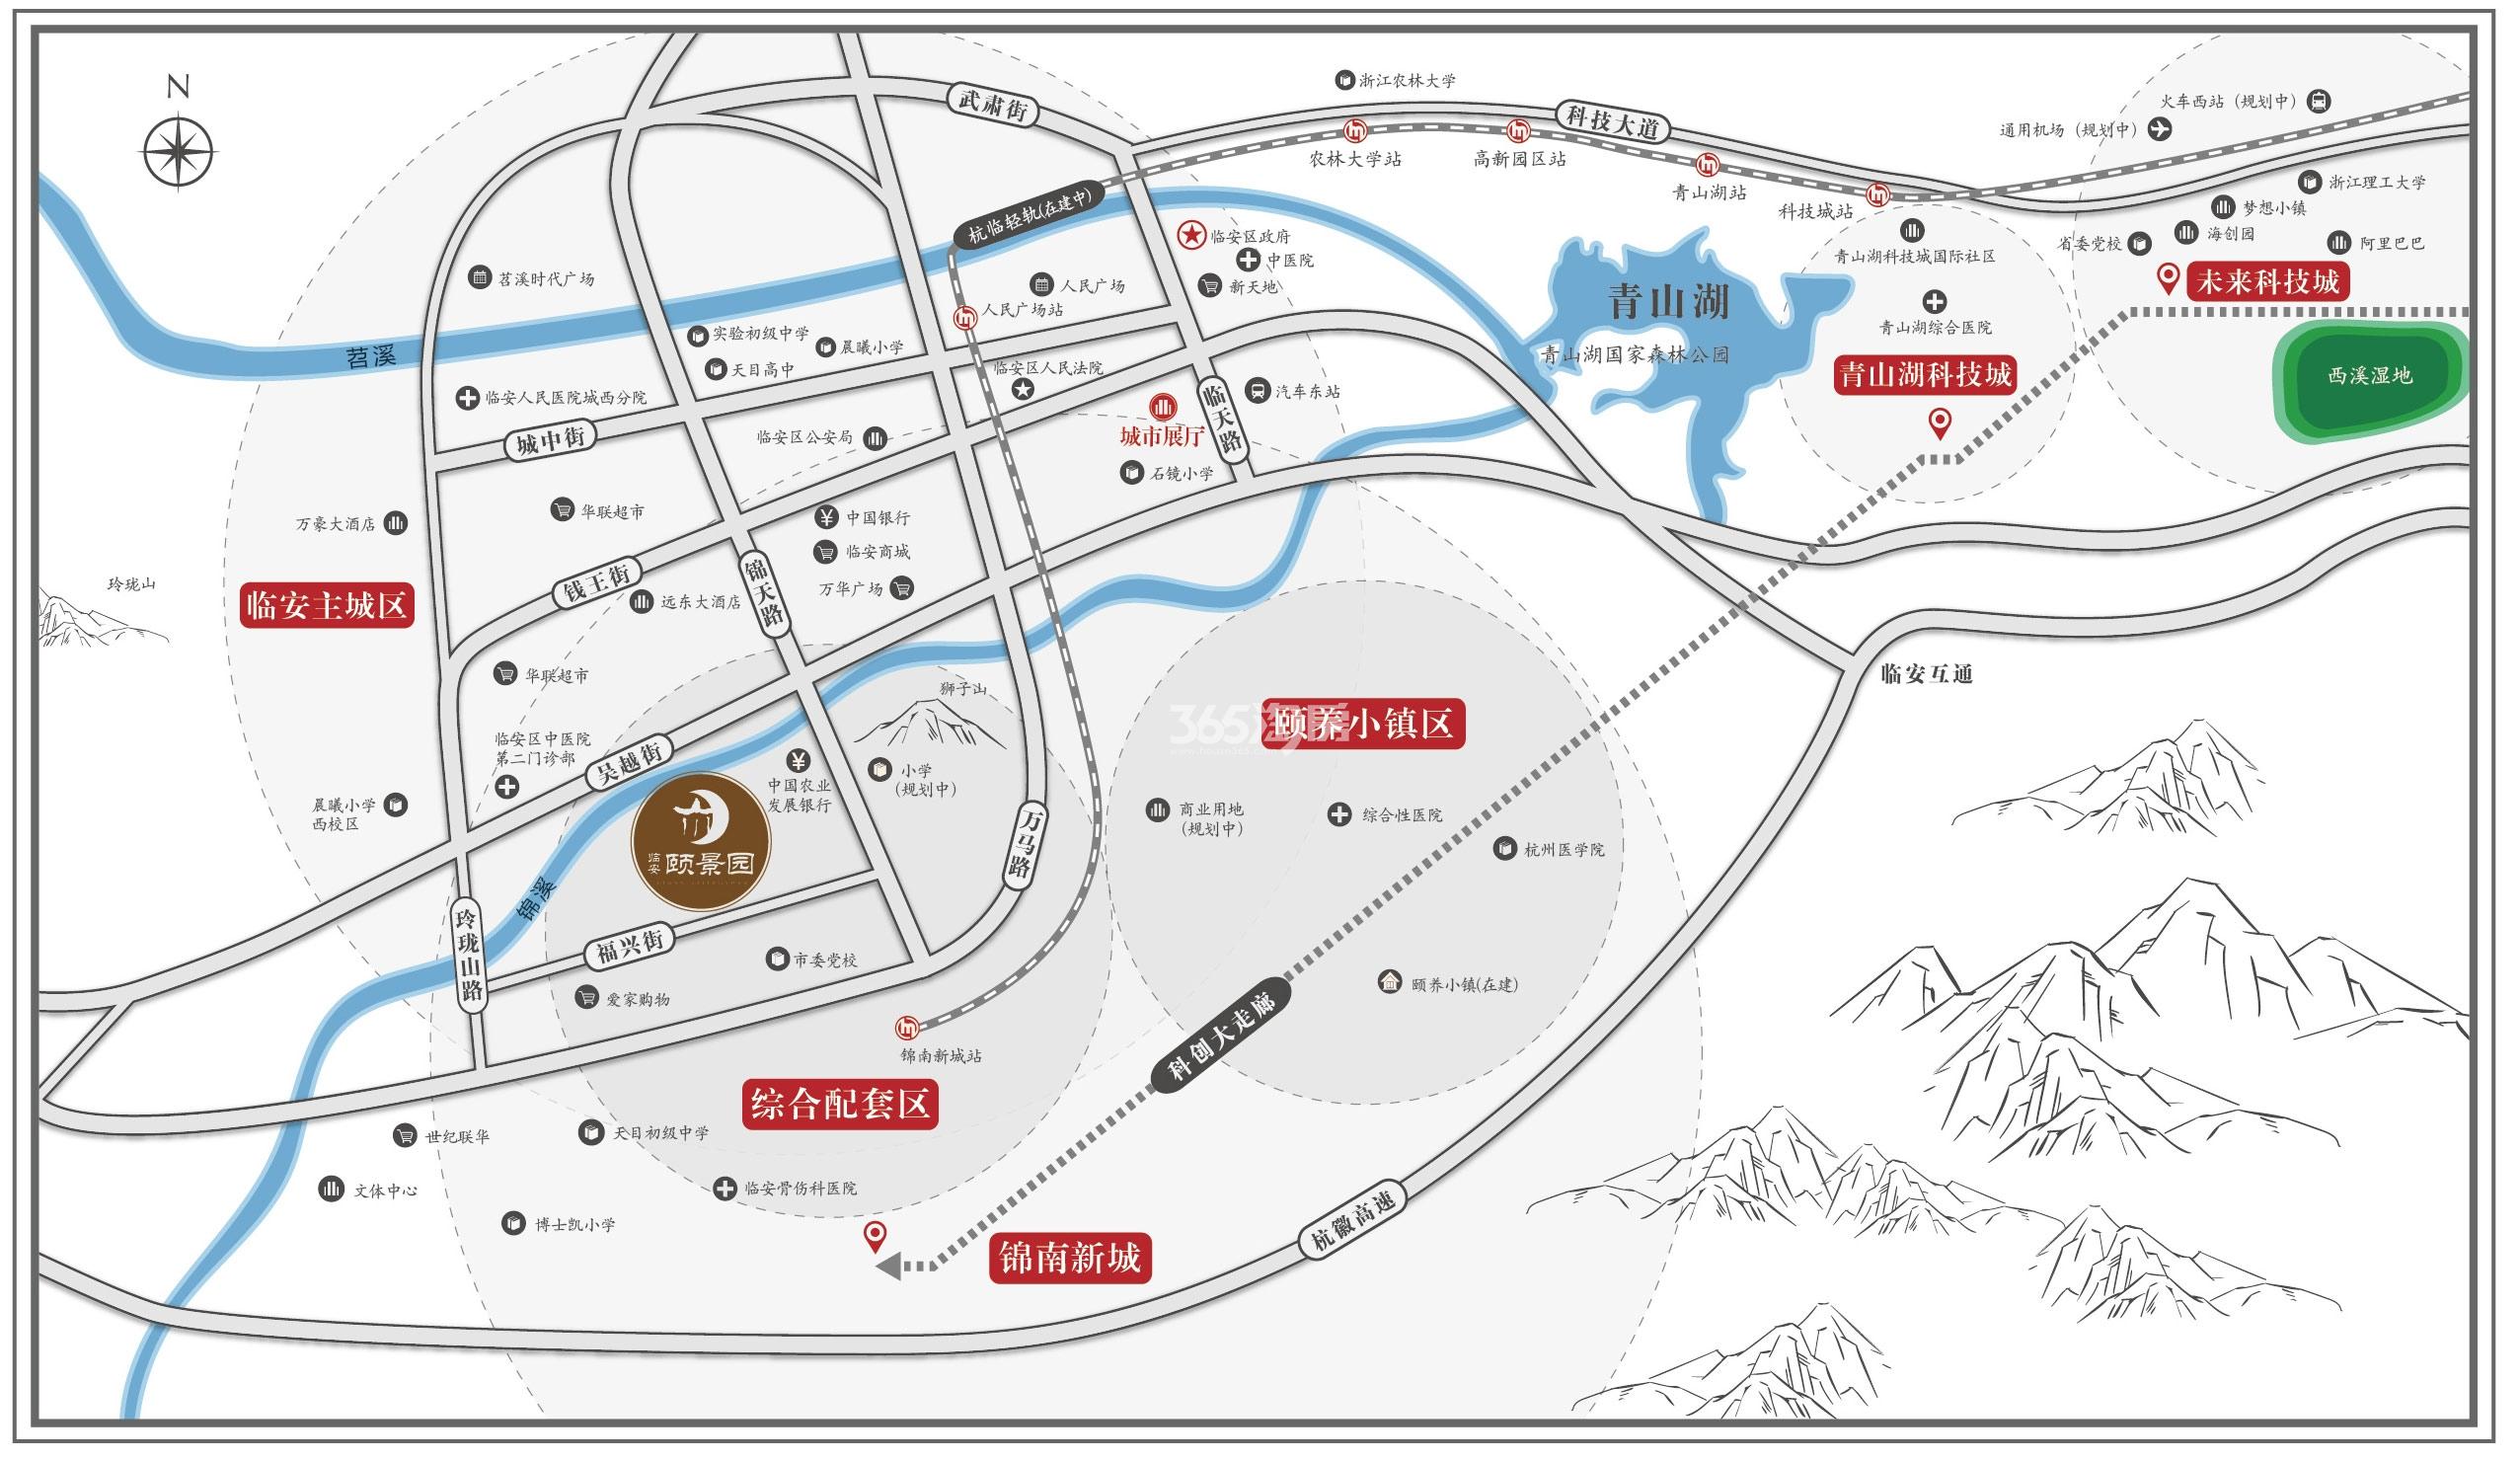 N
武肃街
浙江农林大学
科技大道
火车西站（规划中）
通用机场（规划中）
农林大学站
高新园区站
青山湖站
科技城站
浙江理工大学
梦想小镇
海创园
省委党校
阿里巴巴
未来科技城
杭临轻轨(在建中)
临安区政府
中医院
新天地
人民广场
人民广场站
苕溪时代广场
实验初级中学
晨曦小学
天目高中
苕溪
临安人民医院城西分院
城中街
临安区公安局
临安区人民法院
城市展厅
石镜小学
临天路
汽车东站
青山湖
青山湖国家森林公园
青山湖科技城国际社区
青山湖综合医院
青山湖科技城
西溪湿地
万豪大酒店
华联超市
中国银行
临安商城
万华广场
玲珑山
临安主城区
钱王街
远东大酒店
锦天路
华联超市
临安互通
狮子山
365淘房
颐养小镇区
临安区中医院
第二门诊部
吴越街
晨曦小学
西校区
中国农业
发展银行
小学
(规划中)
万马路
临安
颐景园
商业用地
(规划中)
综合性医院
杭州医学院
锦溪
玲珑山路
福兴街
市委党校
爱家购物
颐养小镇(在建)
锦南新城站
科创大走廊
综合配套区
世纪联华
天目初级中学
文体中心
临安骨伤科医院
博士凯小学
锦南新城
杭徽高速